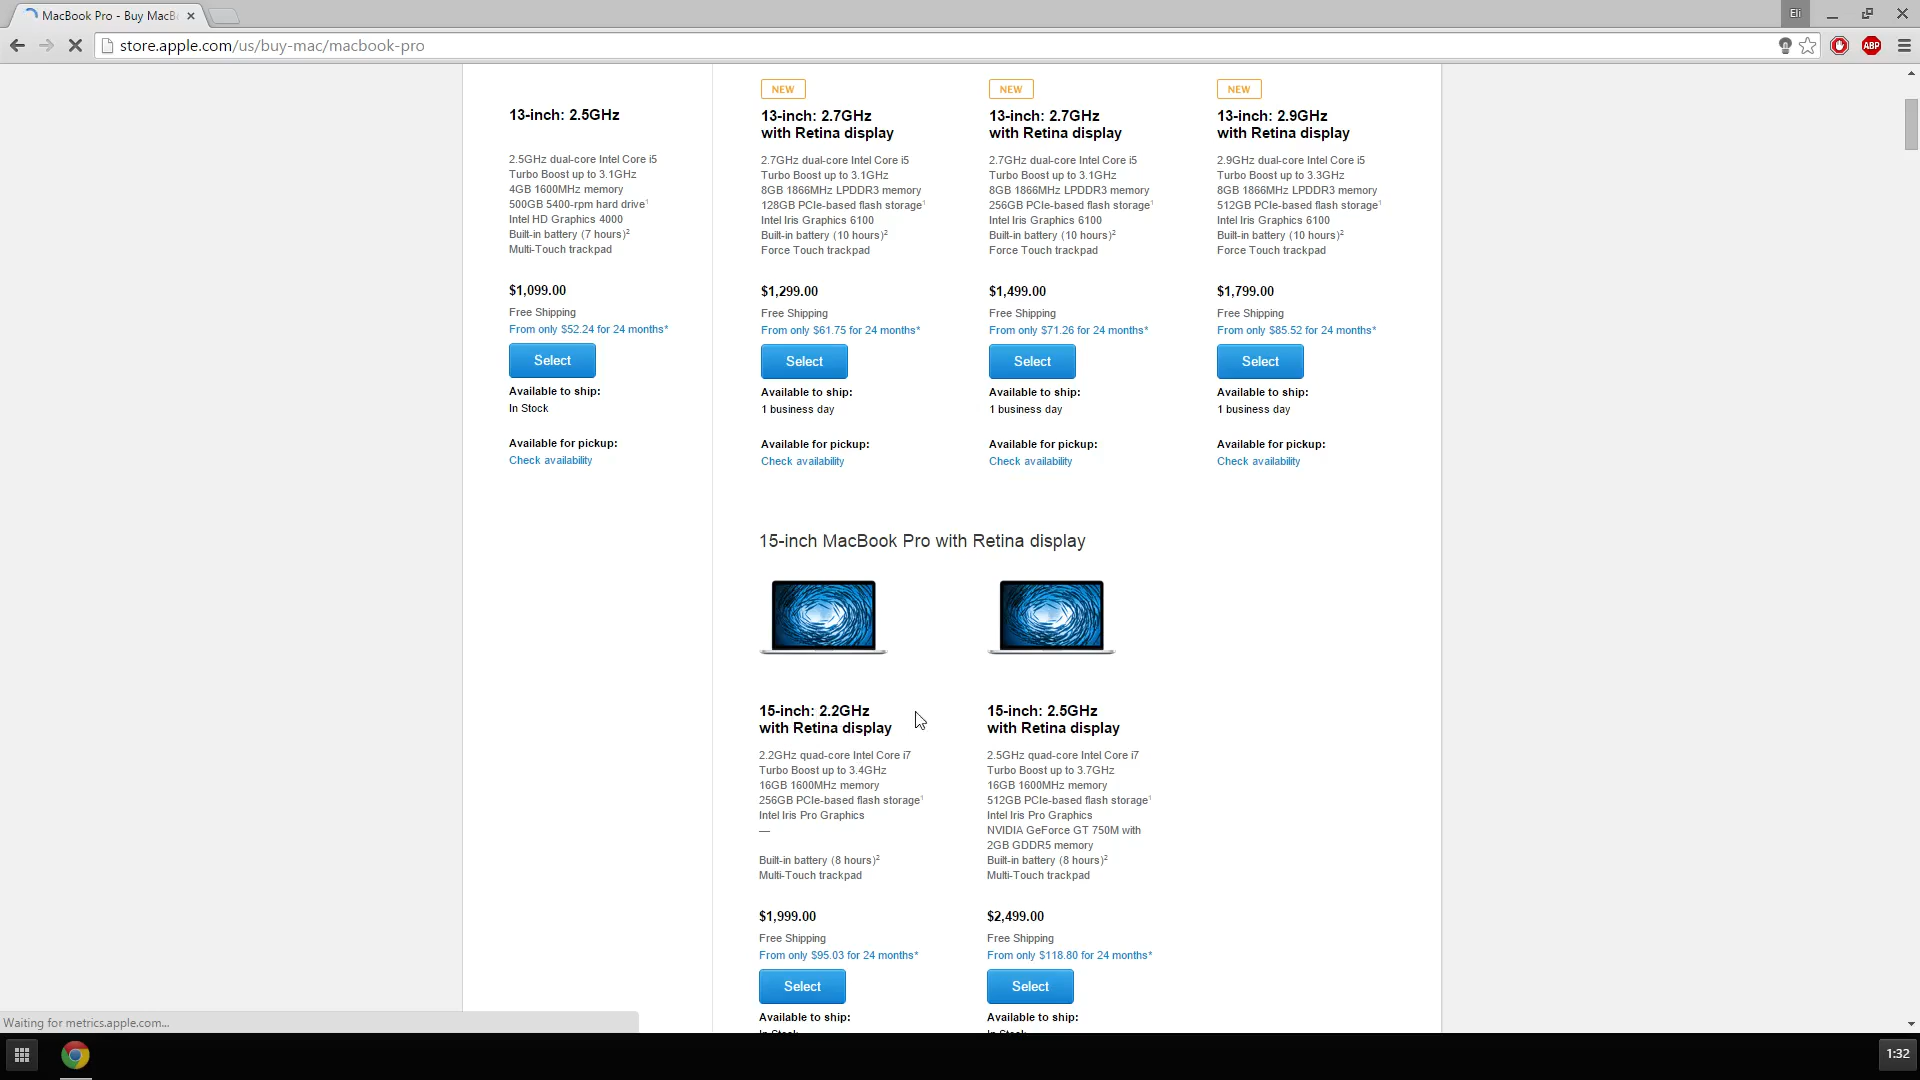 MacBook Pro - Buy MacB
Eli
store.apple.com/us/buy-mac/macbook-pro
ABP
13-inch: 2.5GHz
2.5GHz dual-core Intel Core i5
Turbo Boost up to 3.1GHz
4GB 1600MHz memory
500GB 5400-rpm hard drive¹
Intel HD Graphics 4000
Built-in battery (7 hours)²
Multi-Touch trackpad
$1,099.00
Free Shipping
From only $52.24 for 24 months*
Select
Available to ship:
In Stock
Available for pickup:
Check availability
NEW
13-inch: 2.7GHz
with Retina display
2.7GHz dual-core Intel Core i5
Turbo Boost up to 3.1GHz
8GB 1866MHz LPDDR3 memory
128GB PCIe-based flash storage¹
Intel Iris Graphics 6100
Built-in battery (10 hours)²
Force Touch trackpad
$1,299.00
Free Shipping
From only $61.75 for 24 months*
Select
Available to ship:
1 business day
Available for pickup:
Check availability
NEW
13-inch: 2.7GHz
with Retina display
2.7GHz dual-core Intel Core i5
Turbo Boost up to 3.1GHz
8GB 1866MHz LPDDR3 memory
256GB PCIe-based flash storage¹
Intel Iris Graphics 6100
Built-in battery (10 hours)²
Force Touch trackpad
$1,499.00
Free Shipping
From only $71.26 for 24 months*
Select
Available to ship:
1 business day
Available for pickup:
Check availability
NEW
13-inch: 2.9GHz
with Retina display
2.9GHz dual-core Intel Core i5
Turbo Boost up to 3.3GHz
8GB 1866MHz LPDDR3 memory
512GB PCIe-based flash storage¹
Intel Iris Graphics 6100
Built-in battery (10 hours)²
Force Touch trackpad
$1,799.00
Free Shipping
From only $85.52 for 24 months*
Select
Available to ship:
1 business day
Available for pickup:
Check availability
15-inch MacBook Pro with Retina display
15-inch: 2.2GHz
with Retina display
2.2GHz quad-core Intel Core i7
Turbo Boost up to 3.4GHz
16GB 1600MHz memory
256GB PCIe-based flash storage¹
Intel Iris Pro Graphics
—
Built-in battery (8 hours)²
Multi-Touch trackpad
$1,999.00
Free Shipping
From only $95.03 for 24 months*
Select
Available to ship:
In Stock
15-inch: 2.5GHz
with Retina display
2.5GHz quad-core Intel Core i7
Turbo Boost up to 3.7GHz
16GB 1600MHz memory
512GB PCIe-based flash storage¹
Intel Iris Pro Graphics
NVIDIA GeForce GT 750M with
2GB GDDR5 memory
Built-in battery (8 hours)²
Multi-Touch trackpad
$2,499.00
Free Shipping
From only $118.80 for 24 months*
Select
Available to ship:
In Stock
Waiting for metrics.apple.com...
1:32